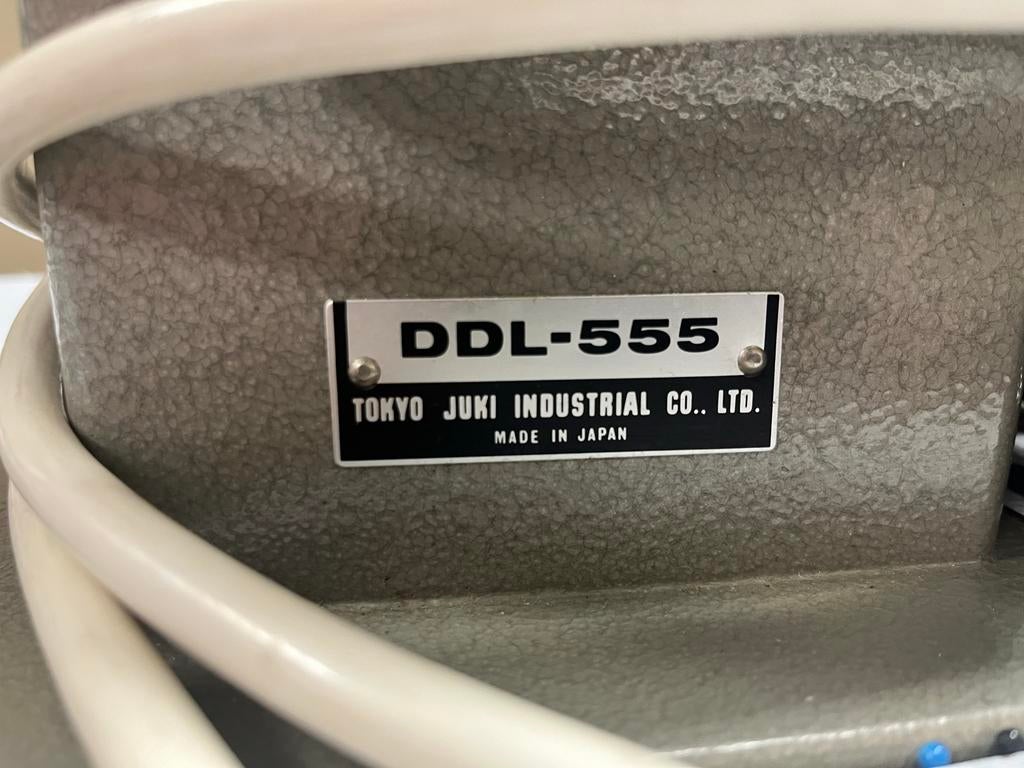 DDL-555
TOKYO JUKI INDUSTRIAL CO.. LTD.
MADE IN JAPAN